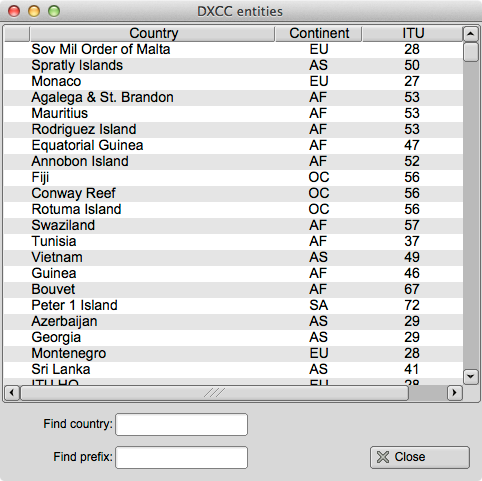 DXCC entities
Country Continent ITU
Sov Mil Order of Malta EU 28
Spratly Islands AS 50
Monaco EU 27
Agalega & St. Brandon AF 53
Mauritius AF 53
Rodriguez Island AF 53
Equatorial Guinea AF 47
Annobon Island AF 52
Fiji OC 56
Conway Reef OC 56
Rotuma Island OC 56
Swaziland AF 57
Tunisia AF 37
Vietnam AS 49
Guinea AF 46
Bouvet AF 67
Peter 1 Island SA 72
Azerbaijan AS 29
Georgia AS 29
Montenegro EU 28
Sri Lanka AS 41
ITU HQ EU 28
Find country:
Find prefix:
Close